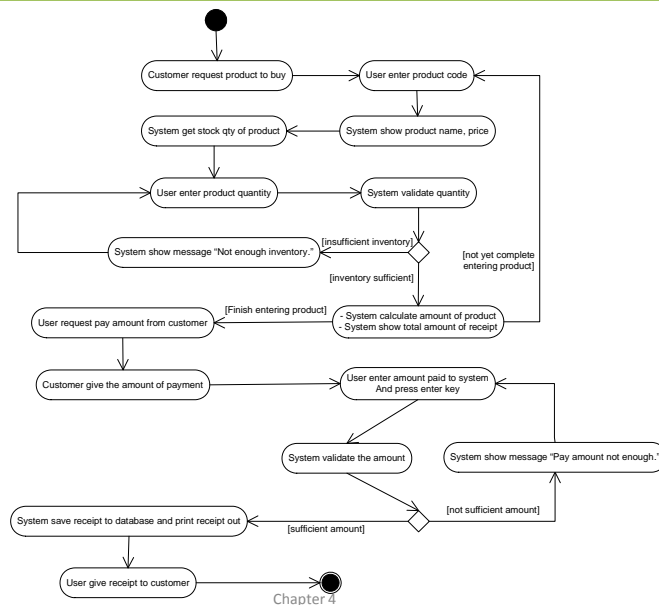 Customer request product to buy
User enter product code
System get stock qty of product
System show product name, price
User enter product quantity
System validate quantity
[insufficient inventory]
System show message “Not enough inventory.”
[not yet complete
entering product]
[inventory sufficient]
[Finish entering product]
- System calculate amount of product
- System show total amount of receipt
User request pay amount from customer
Customer give the amount of payment
User enter amount paid to system
And press enter key
System validate the amount
System show message “Pay amount not enough.”
[not sufficient amount]
System save receipt to database and print receipt out
[sufficient amount]
User give receipt to customer
Chapter 4